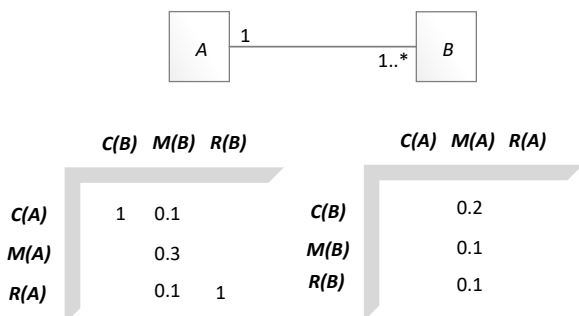 A 1 1..* B
C(B) M(B) R(B)
C(A) 1 0.1
M(A) 0.3
R(A) 0.1 1
C(A) M(A) R(A)
C(B) 0.2
M(B) 0.1
R(B) 0.1